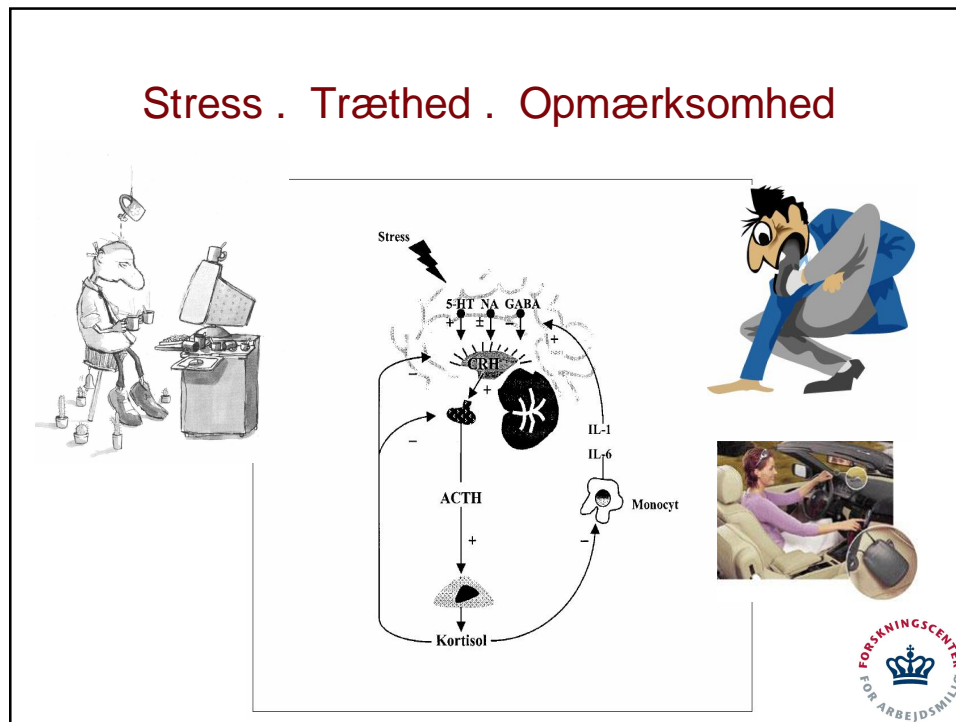 Stress . Træthed . Opmærksomhed
Stress
5-HT NA GABA
+ ± – +
CRH
– +
–
IL-1
IL-6
ACTH
Monocyt
+ –
Kortisol
FORSKNINGSCENTER
FOR ARBEJDSMILJØ